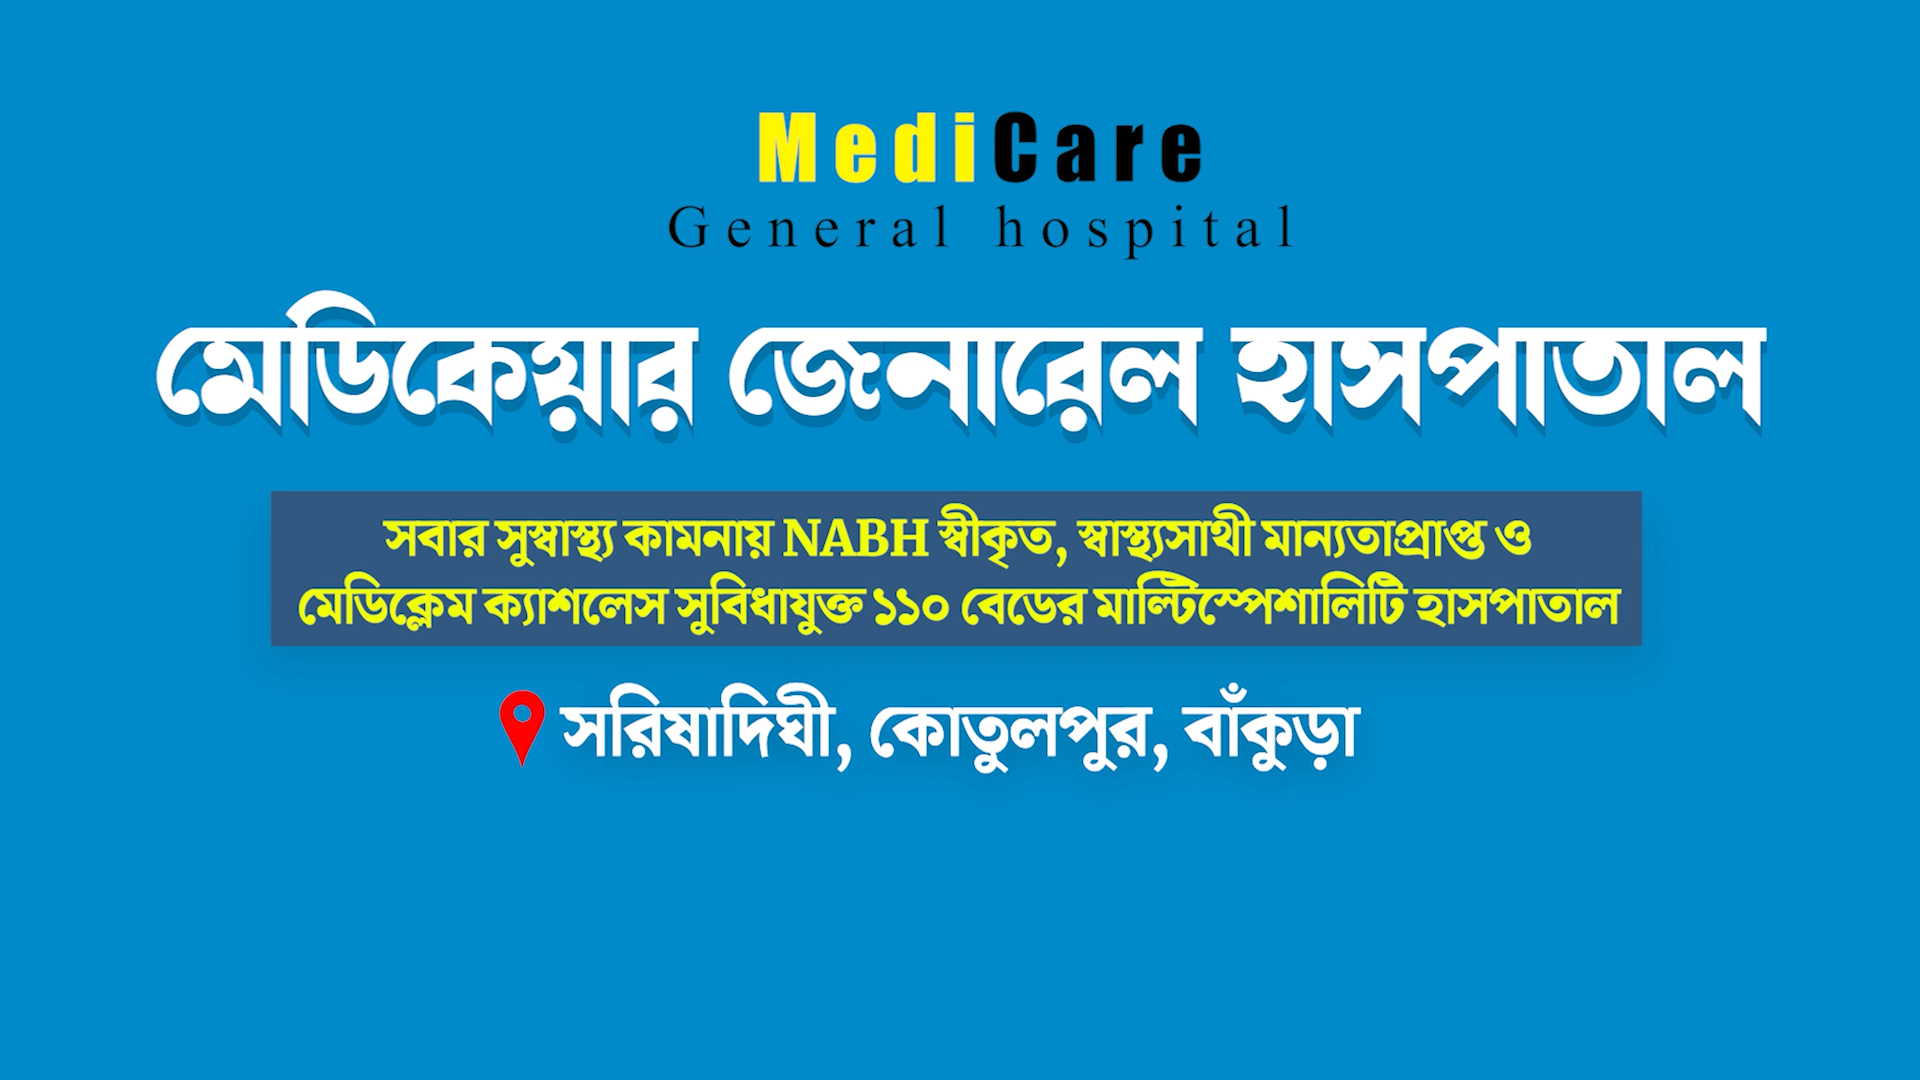 MediCare
General hospital
মেডিকেয়ার জেনারেল হাসপাতাল
সবার সুস্বাস্থ্য কামনায় NABH স্বীকৃত, স্বাস্থ্যসাথী মান্যতাপ্রাপ্ত ও
মেডিক্লেম ক্যাশলেস সুবিধাযুক্ত ১১০ বেডের মাল্টিস্পেশালিটি হাসপাতাল
সরিষাদিঘী, কোতুলপুর, বাঁকুড়া